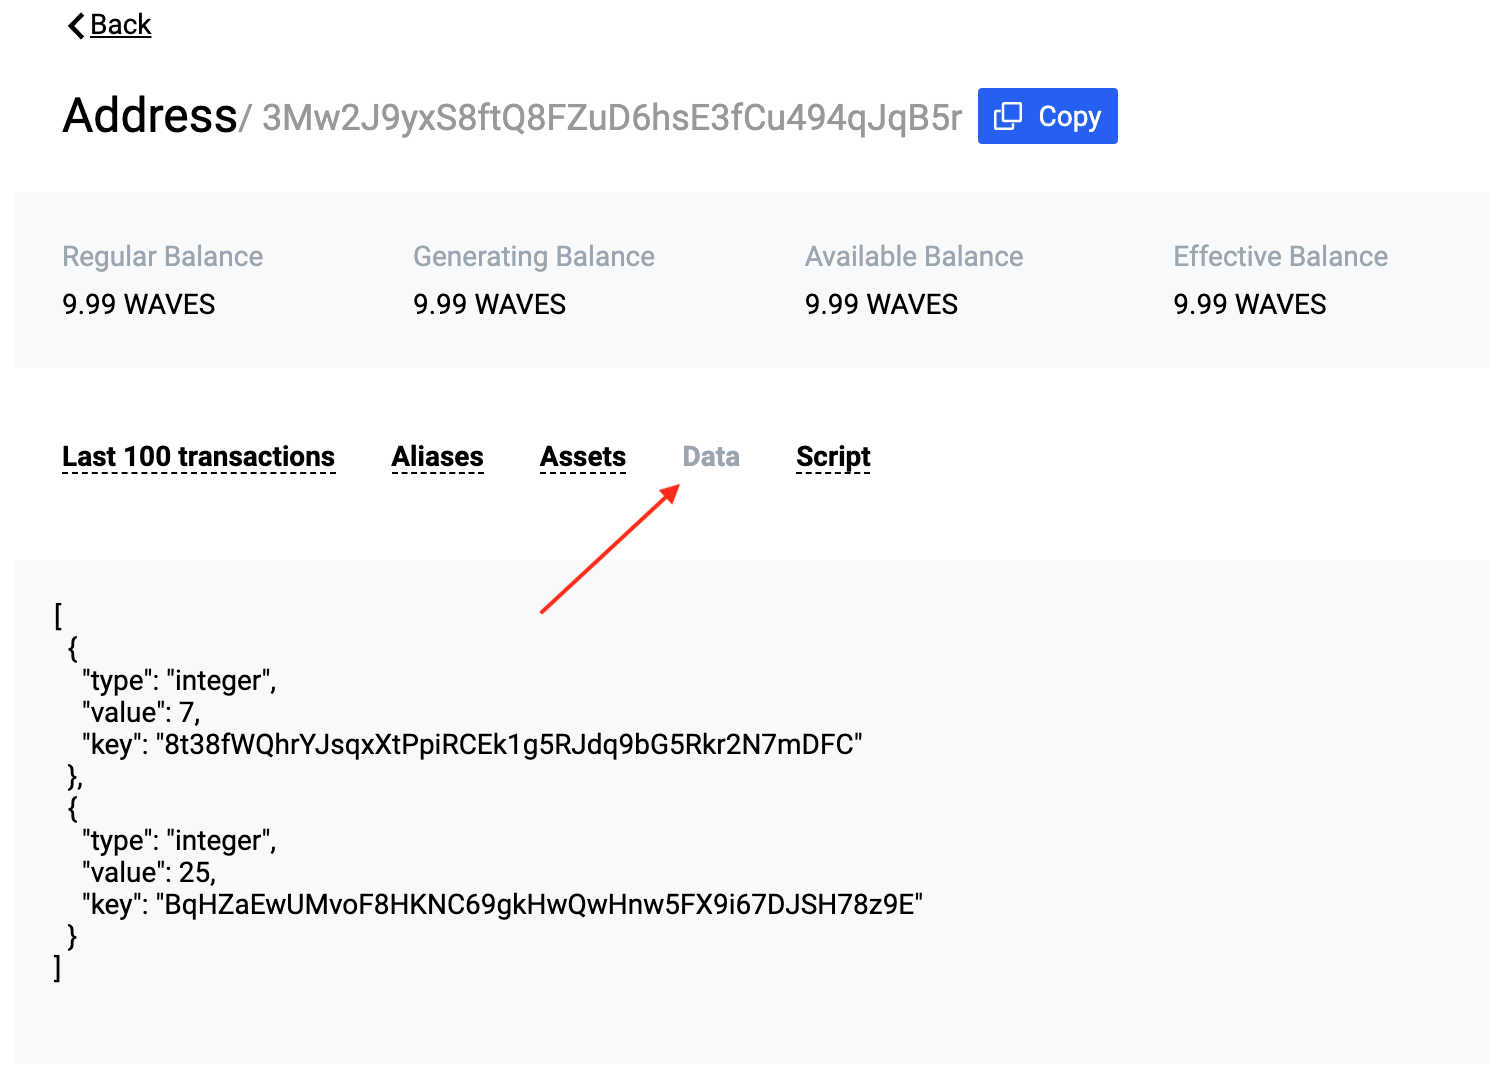 Back
Address/ 3Mw2J9yxS8ftQ8FZuD6hsE3fCu494qJqB5r Copy
Regular Balance Generating Balance Available Balance Effective Balance
9.99 WAVES 9.99 WAVES 9.99 WAVES 9.99 WAVES
Last 100 transactions Aliases Assets Data Script
[
{
"type": "integer",
"value": 7,
"key": "8t38fWQhrYJsqxXtPpiRCEk1g5RJdq9bG5Rkr2N7mDFC"
},
{
"type": "integer",
"value": 25,
"key": "BqHZaEwUMvoF8HKNC69gkHwQwHnw5FX9i67DJSH78z9E"
}
]